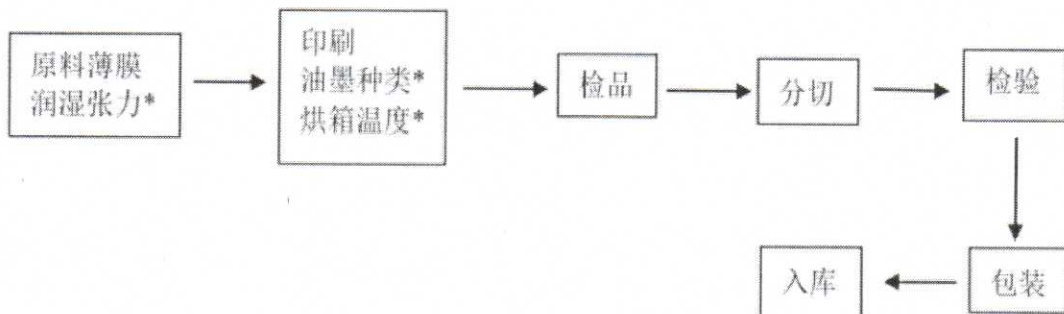 原料薄膜
润湿张力*
印刷
油墨种类*
烘箱温度*
检品
分切
检验
包装
入库